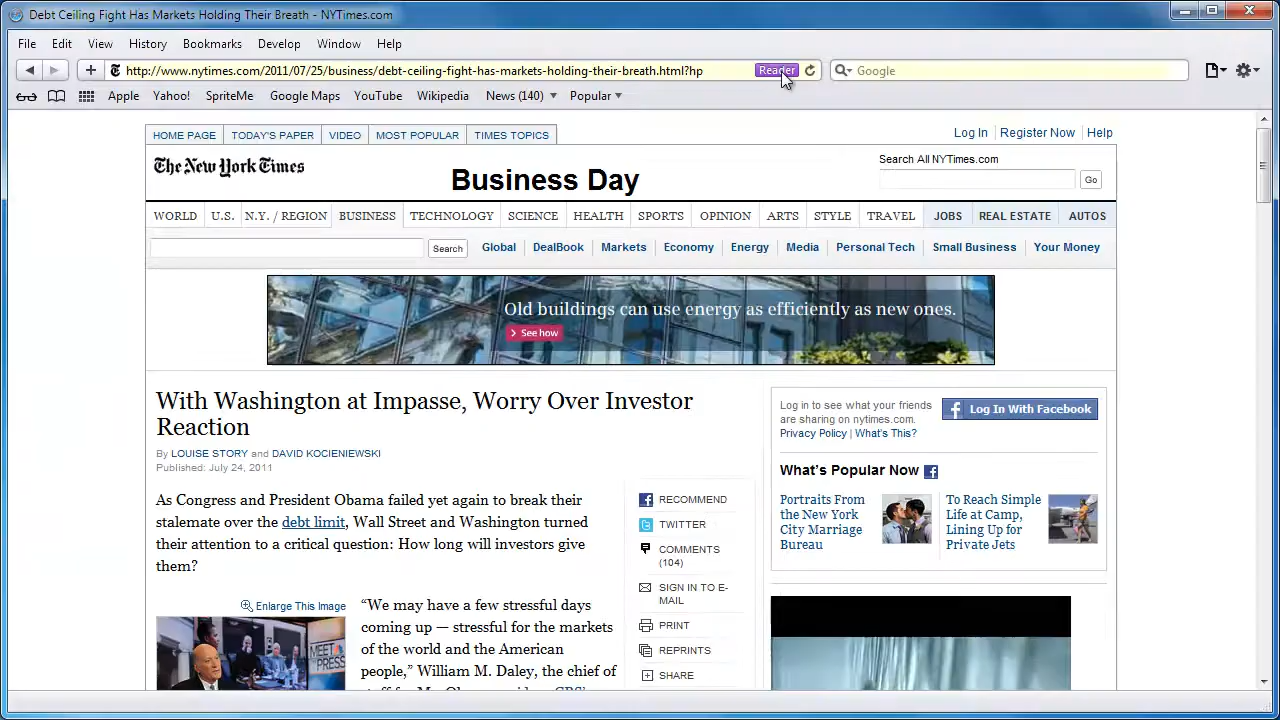 Debt Ceiling Fight Has Markets Holding Their Breath - NYTimes.com
File Edit View History Bookmarks Develop Window Help
http://www.nytimes.com/2011/07/25/business/debt-ceiling-fight-has-markets-holding-their-breath.html?hp Reader Google
Apple Yahoo! SpriteMe Google Maps YouTube Wikipedia News (140) Popular
HOME PAGE TODAY'S PAPER VIDEO MOST POPULAR TIMES TOPICS
Log In Register Now Help
The New York Times
Business Day
Search All NYTimes.com
Go
WORLD U.S. N.Y. / REGION BUSINESS TECHNOLOGY SCIENCE HEALTH SPORTS OPINION ARTS STYLE TRAVEL JOBS REAL ESTATE AUTOS
Search Global DealBook Markets Economy Energy Media Personal Tech Small Business Your Money
Old buildings can use energy as efficiently as new ones.
> See how
With Washington at Impasse, Worry Over Investor
Reaction
By LOUISE STORY and DAVID KOCIENIEWSKI
Published: July 24, 2011
As Congress and President Obama failed yet again to break their
stalemate over the debt limit, Wall Street and Washington turned
their attention to a critical question: How long will investors give
them?
Enlarge This Image
MEET
PRESS
“We may have a few stressful days
coming up — stressful for the markets
of the world and the American
people,” William M. Daley, the chief of
RECOMMEND
TWITTER
COMMENTS
(104)
SIGN IN TO E-
MAIL
PRINT
REPRINTS
SHARE
Log in to see what your friends
are sharing on nytimes.com.
Privacy Policy | What's This?
Log In With Facebook
What's Popular Now
Portraits From
the New York
City Marriage
Bureau
To Reach Simple
Life at Camp,
Lining Up for
Private Jets